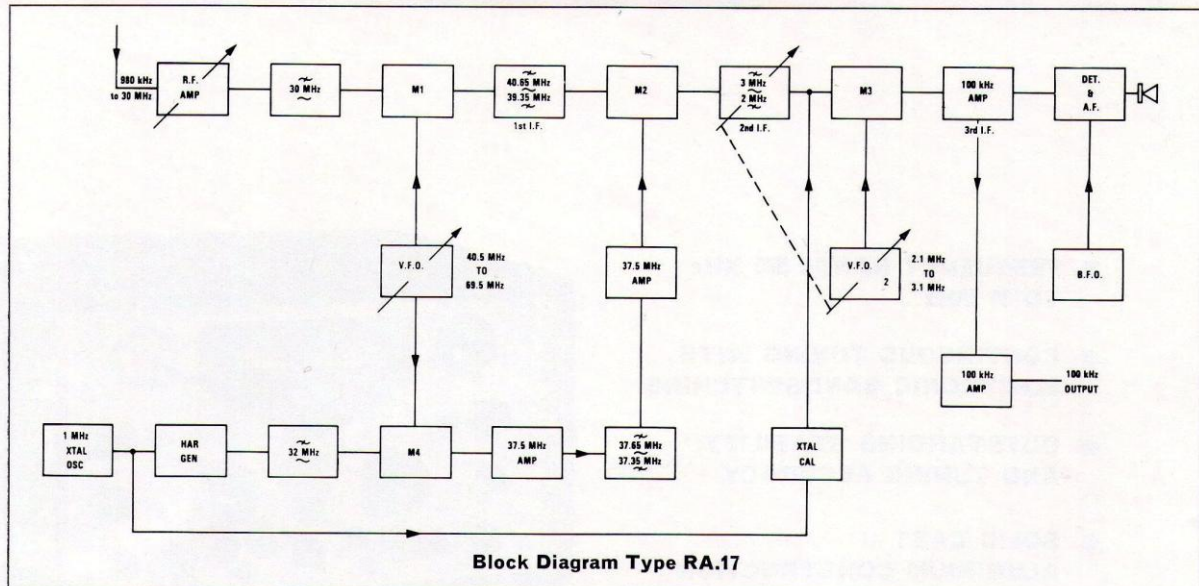 980 kHz
to 30 MHz
R.F.
AMP
30 MHz
M1
40.65 MHz
39.35 MHz
1st I.F.
M2
3 MHz
2 MHz
2nd I.F.
M3
100 kHz
AMP
3rd I.F.
DET.
&
A.F.
V.F.O.
40.5 MHz
TO
69.5 MHz
37.5 MHz
AMP
2
2.1 MHz
TO
3.1 MHz
B.F.O.
100 kHz
AMP
100 kHz
OUTPUT
1 MHz
XTAL
OSC
HAR
GEN
32 MHz
M4
37.5 MHz
AMP
37.65 MHz
37.35 MHz
XTAL
CAL
Block Diagram Type RA.17